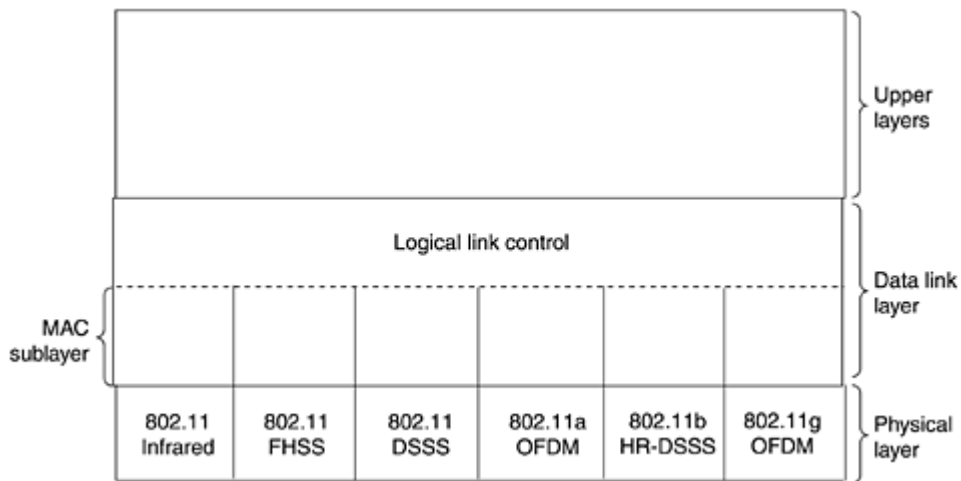 Upper
layers
Logical link control
Data link
layer
MAC
sublayer
802.11
Infrared
802.11
FHSS
802.11
DSSS
802.11a
OFDM
802.11b
HR-DSSS
802.11g
OFDM
Physical
layer